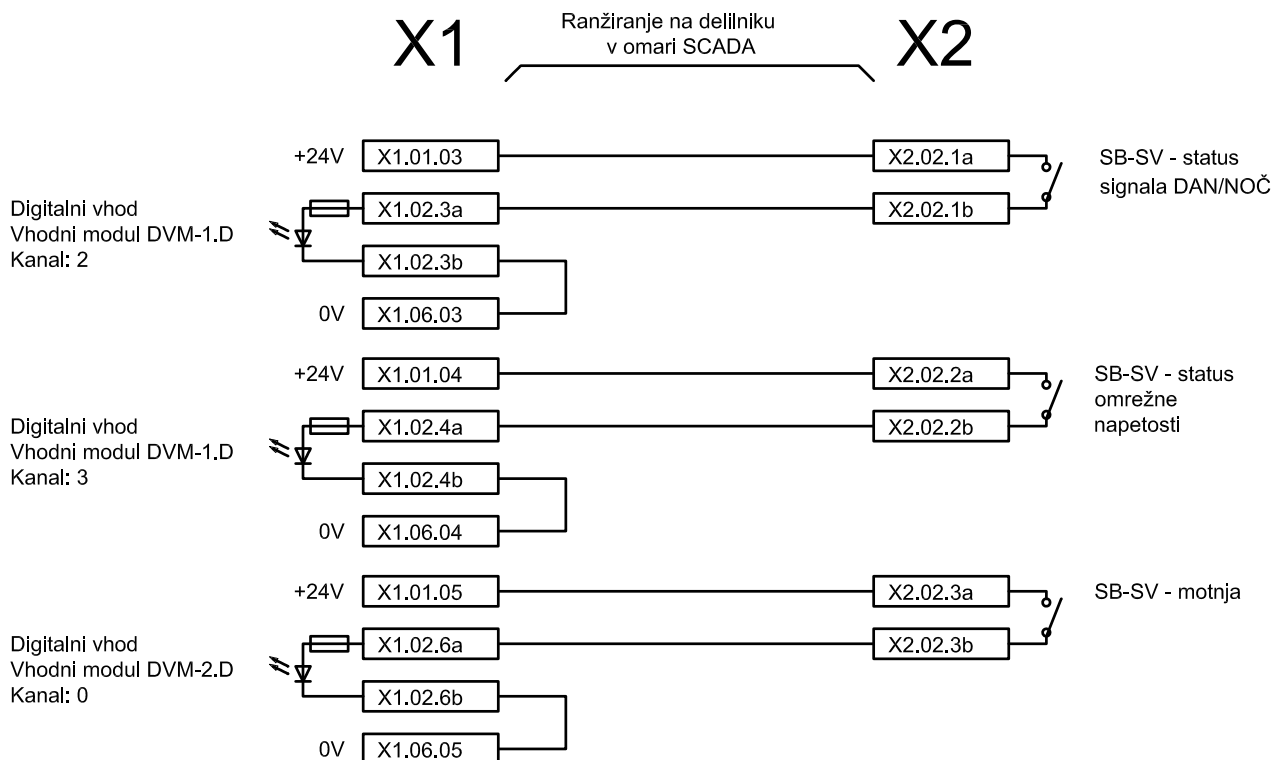 X1
Ranžiranje na delilniku
v omari SCADA
X2
+24V
X1.01.03
X2.02.1a
SB-SV - status
signala DAN/NOČ
Digitalni vhod
Vhodni modul DVM-1.D
Kanal: 2
X1.02.3a
X2.02.1b
X1.02.3b
0V
X1.06.03
+24V
X1.01.04
X2.02.2a
SB-SV - status
omrežne
napetosti
Digitalni vhod
Vhodni modul DVM-1.D
Kanal: 3
X1.02.4a
X2.02.2b
X1.02.4b
0V
X1.06.04
+24V
X1.01.05
X2.02.3a
SB-SV - motnja
Digitalni vhod
Vhodni modul DVM-2.D
Kanal: 0
X1.02.6a
X2.02.3b
X1.02.6b
0V
X1.06.05